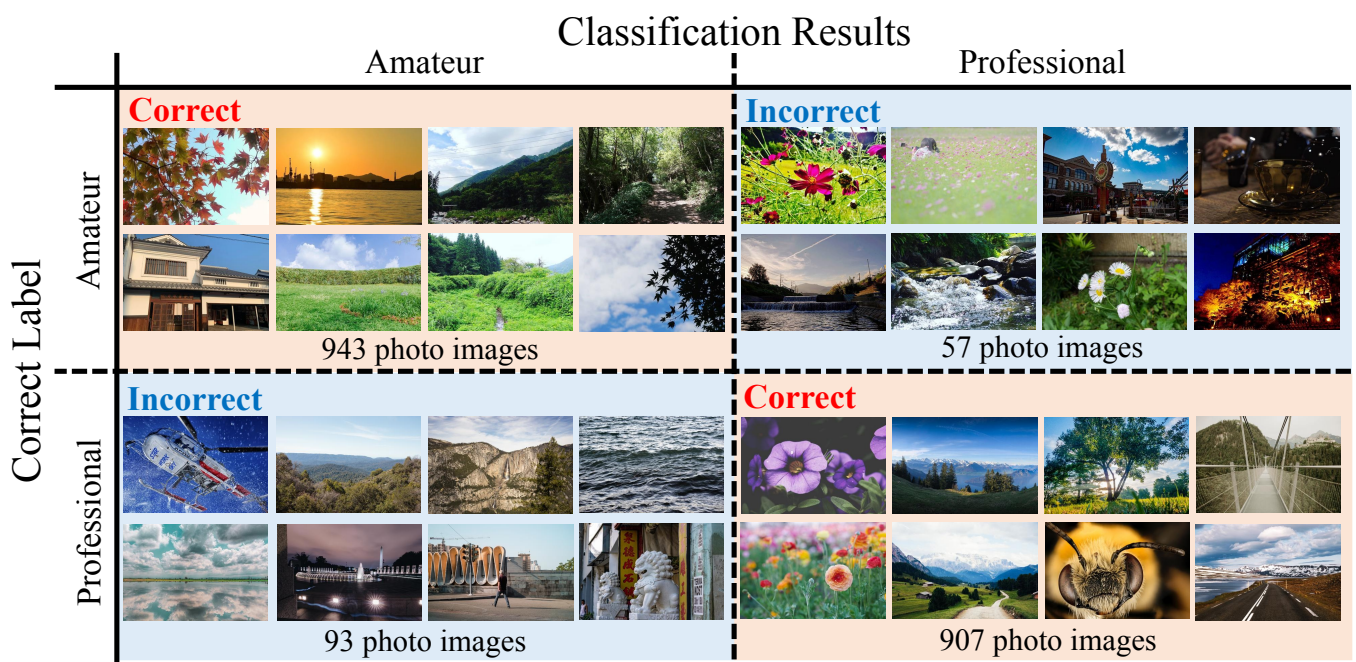 Classification Results
Amateur
Professional
Correct Label
Amateur
Correct
943 photo images
Incorrect
57 photo images
Professional
Incorrect
93 photo images
Correct
907 photo images